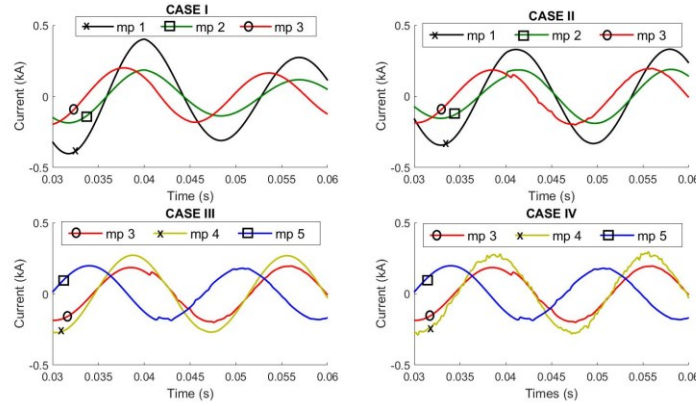 CASE I
mp 1 mp 2 mp 3
Current (kA)
0.5
0
-0.5
0.03 0.035 0.04 0.045 0.05 0.055 0.06
Time (s)
CASE II
mp 1 mp 2 mp 3
Current (kA)
0.5
0
-0.5
0.03 0.035 0.04 0.045 0.05 0.055 0.06
Time (s)
CASE III
mp 3 mp 4 mp 5
Current (kA)
0.5
0
-0.5
0.03 0.035 0.04 0.045 0.05 0.055 0.06
Time (s)
CASE IV
mp 3 mp 4 mp 5
Current (kA)
0.5
0
-0.5
0.03 0.035 0.04 0.045 0.05 0.055 0.06
Times (s)